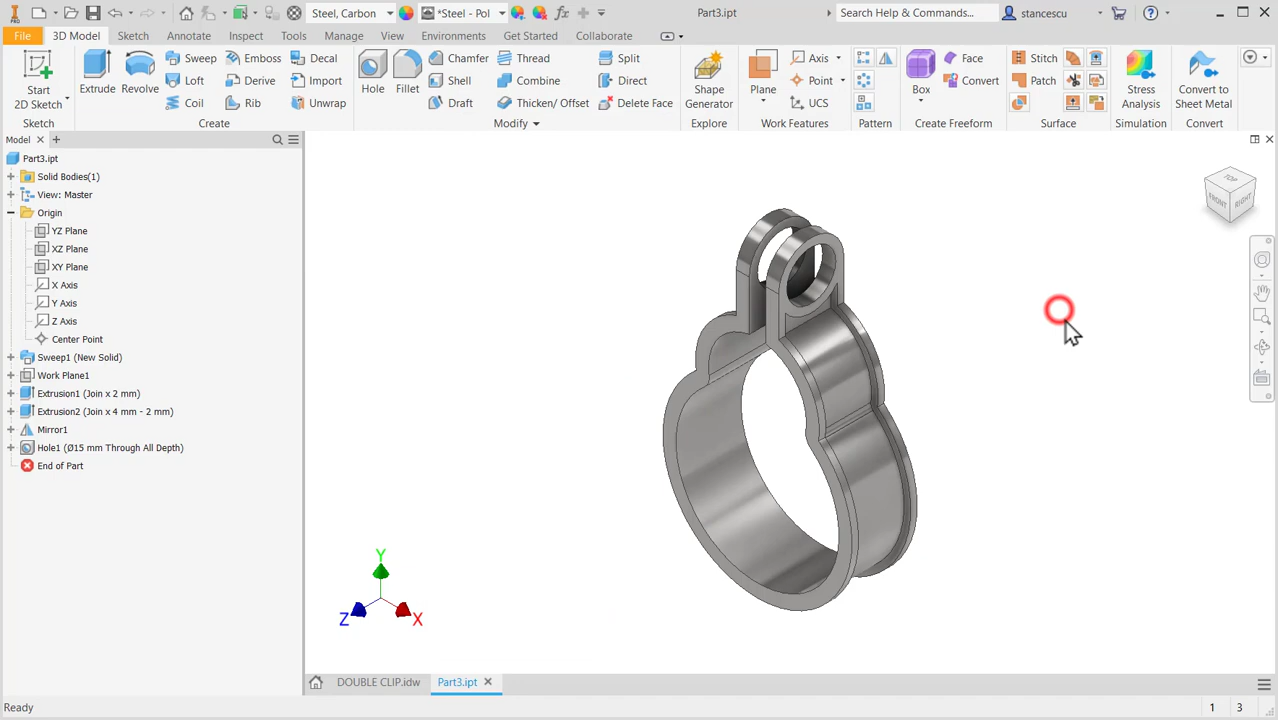 PRO
Steel, Carbon
*Steel - Pol
fx
Part3.ipt
Search Help & Commands...
stancescu
File
3D Model
Sketch
Annotate
Inspect
Tools
Manage
View
Environments
Get Started
Collaborate
Start
2D Sketch
Extrude
Revolve
Sweep
Emboss
Decal
Loft
Derive
Import
Coil
Rib
Unwrap
Hole
Fillet
Chamfer
Thread
Split
Shell
Combine
Direct
Draft
Thicken/ Offset
Delete Face
Shape
Generator
Plane
Axis
Point
UCS
Box
Face
Convert
Stitch
Patch
Stress
Analysis
Convert to
Sheet Metal
Sketch
Create
Modify
Explore
Work Features
Pattern
Create Freeform
Surface
Simulation
Convert
Model
Part3.ipt
Solid Bodies(1)
View: Master
Origin
YZ Plane
XZ Plane
XY Plane
X Axis
Y Axis
Z Axis
Center Point
Sweep1 (New Solid)
Work Plane1
Extrusion1 (Join x 2 mm)
Extrusion2 (Join x 4 mm - 2 mm)
Mirror1
Hole1 (Ø15 mm Through All Depth)
End of Part
TOP
FRONT
RIGHT
Y
Z
X
DOUBLE CLIP.idw
Part3.ipt
Ready
1
3